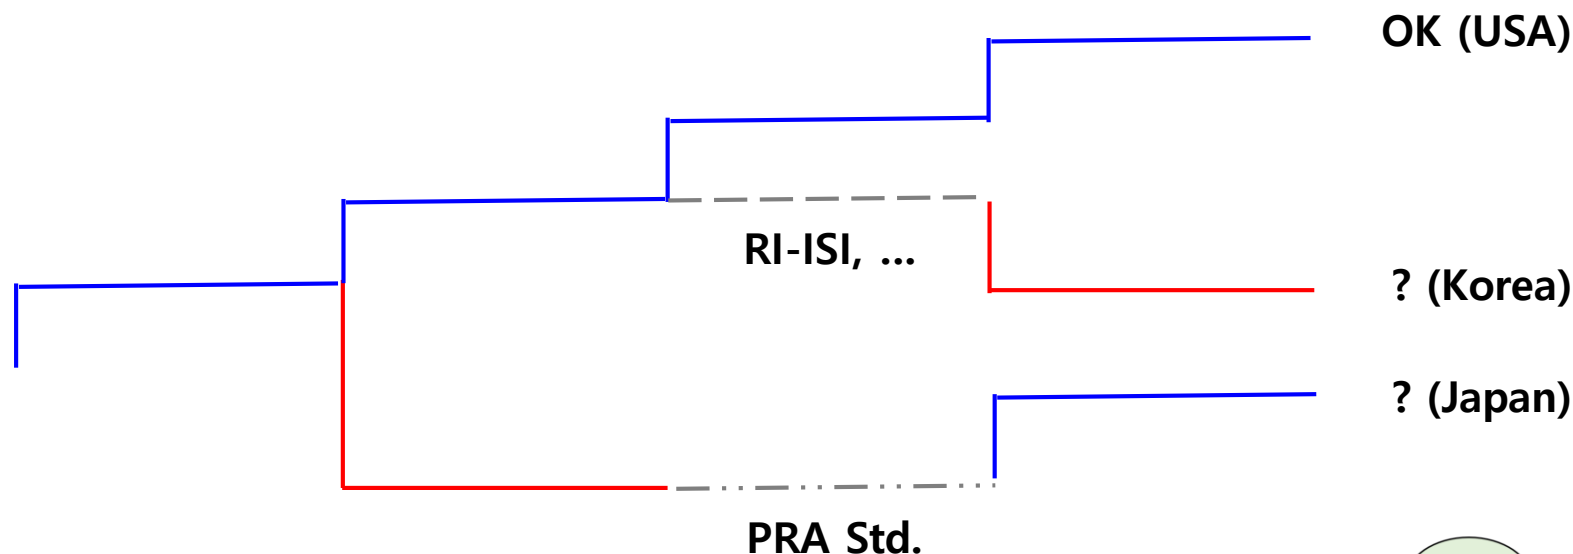 OK (USA)
RI-ISI, ...
? (Korea)
? (Japan)
PRA Std.